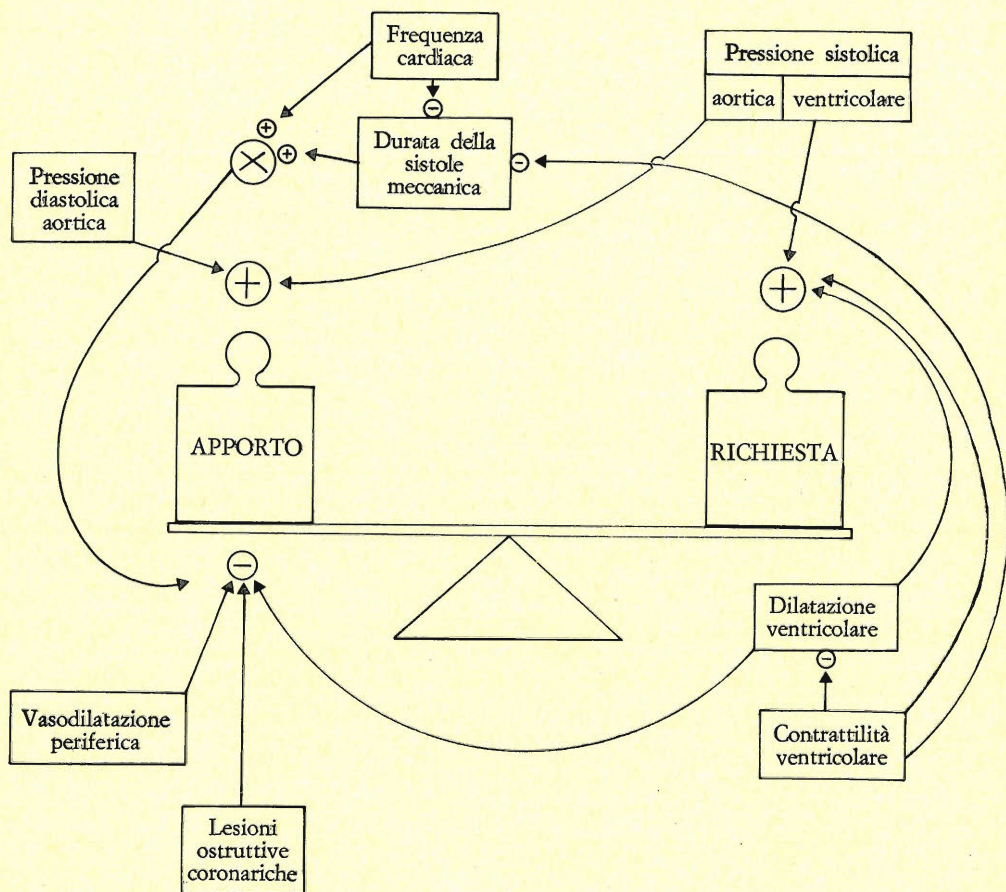 Frequenza
cardiaca
Pressione sistolica
aortica ventricolare
Durata della
sistole
meccanica
Pressione
diastolica
aortica
APPORTO
RICHIESTA
Dilatazione
ventricolare
Vasodilatazione
periferica
Contrattilità
ventricolare
Lesioni
ostruttive
coronariche